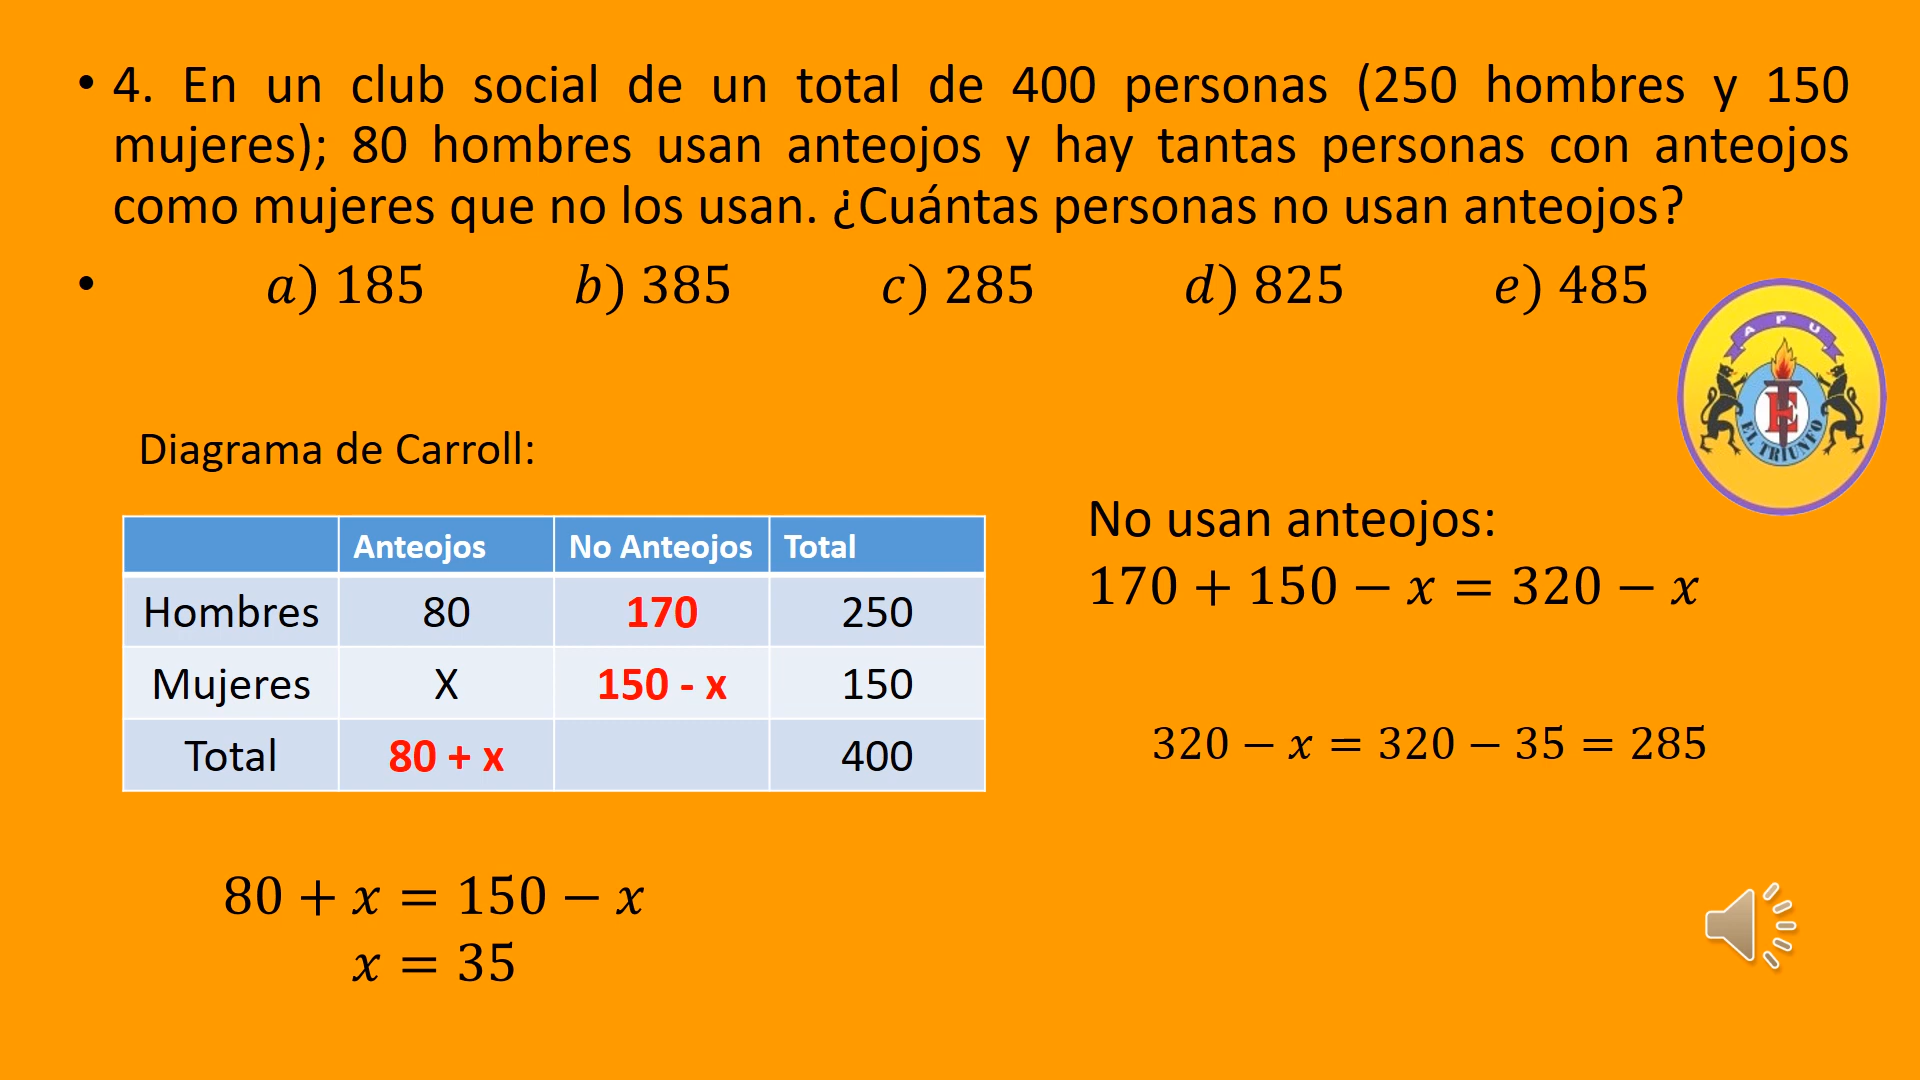 • 4. En un club social de un total de 400 personas (250 hombres y 150
mujeres); 80 hombres usan anteojos y hay tantas personas con anteojos
como mujeres que no los usan. ¿Cuántas personas no usan anteojos?
• a) 185 b) 385 c) 285 d) 825 e) 485
A P U
E
EL TRIUNFO
Diagrama de Carroll:
Anteojos No Anteojos Total
Hombres 80 170 250
Mujeres X 150 - x 150
Total 80 + x 400
No usan anteojos:
170 + 150 − x = 320 − x
320 − x = 320 − 35 = 285
80 + x = 150 − x
x = 35